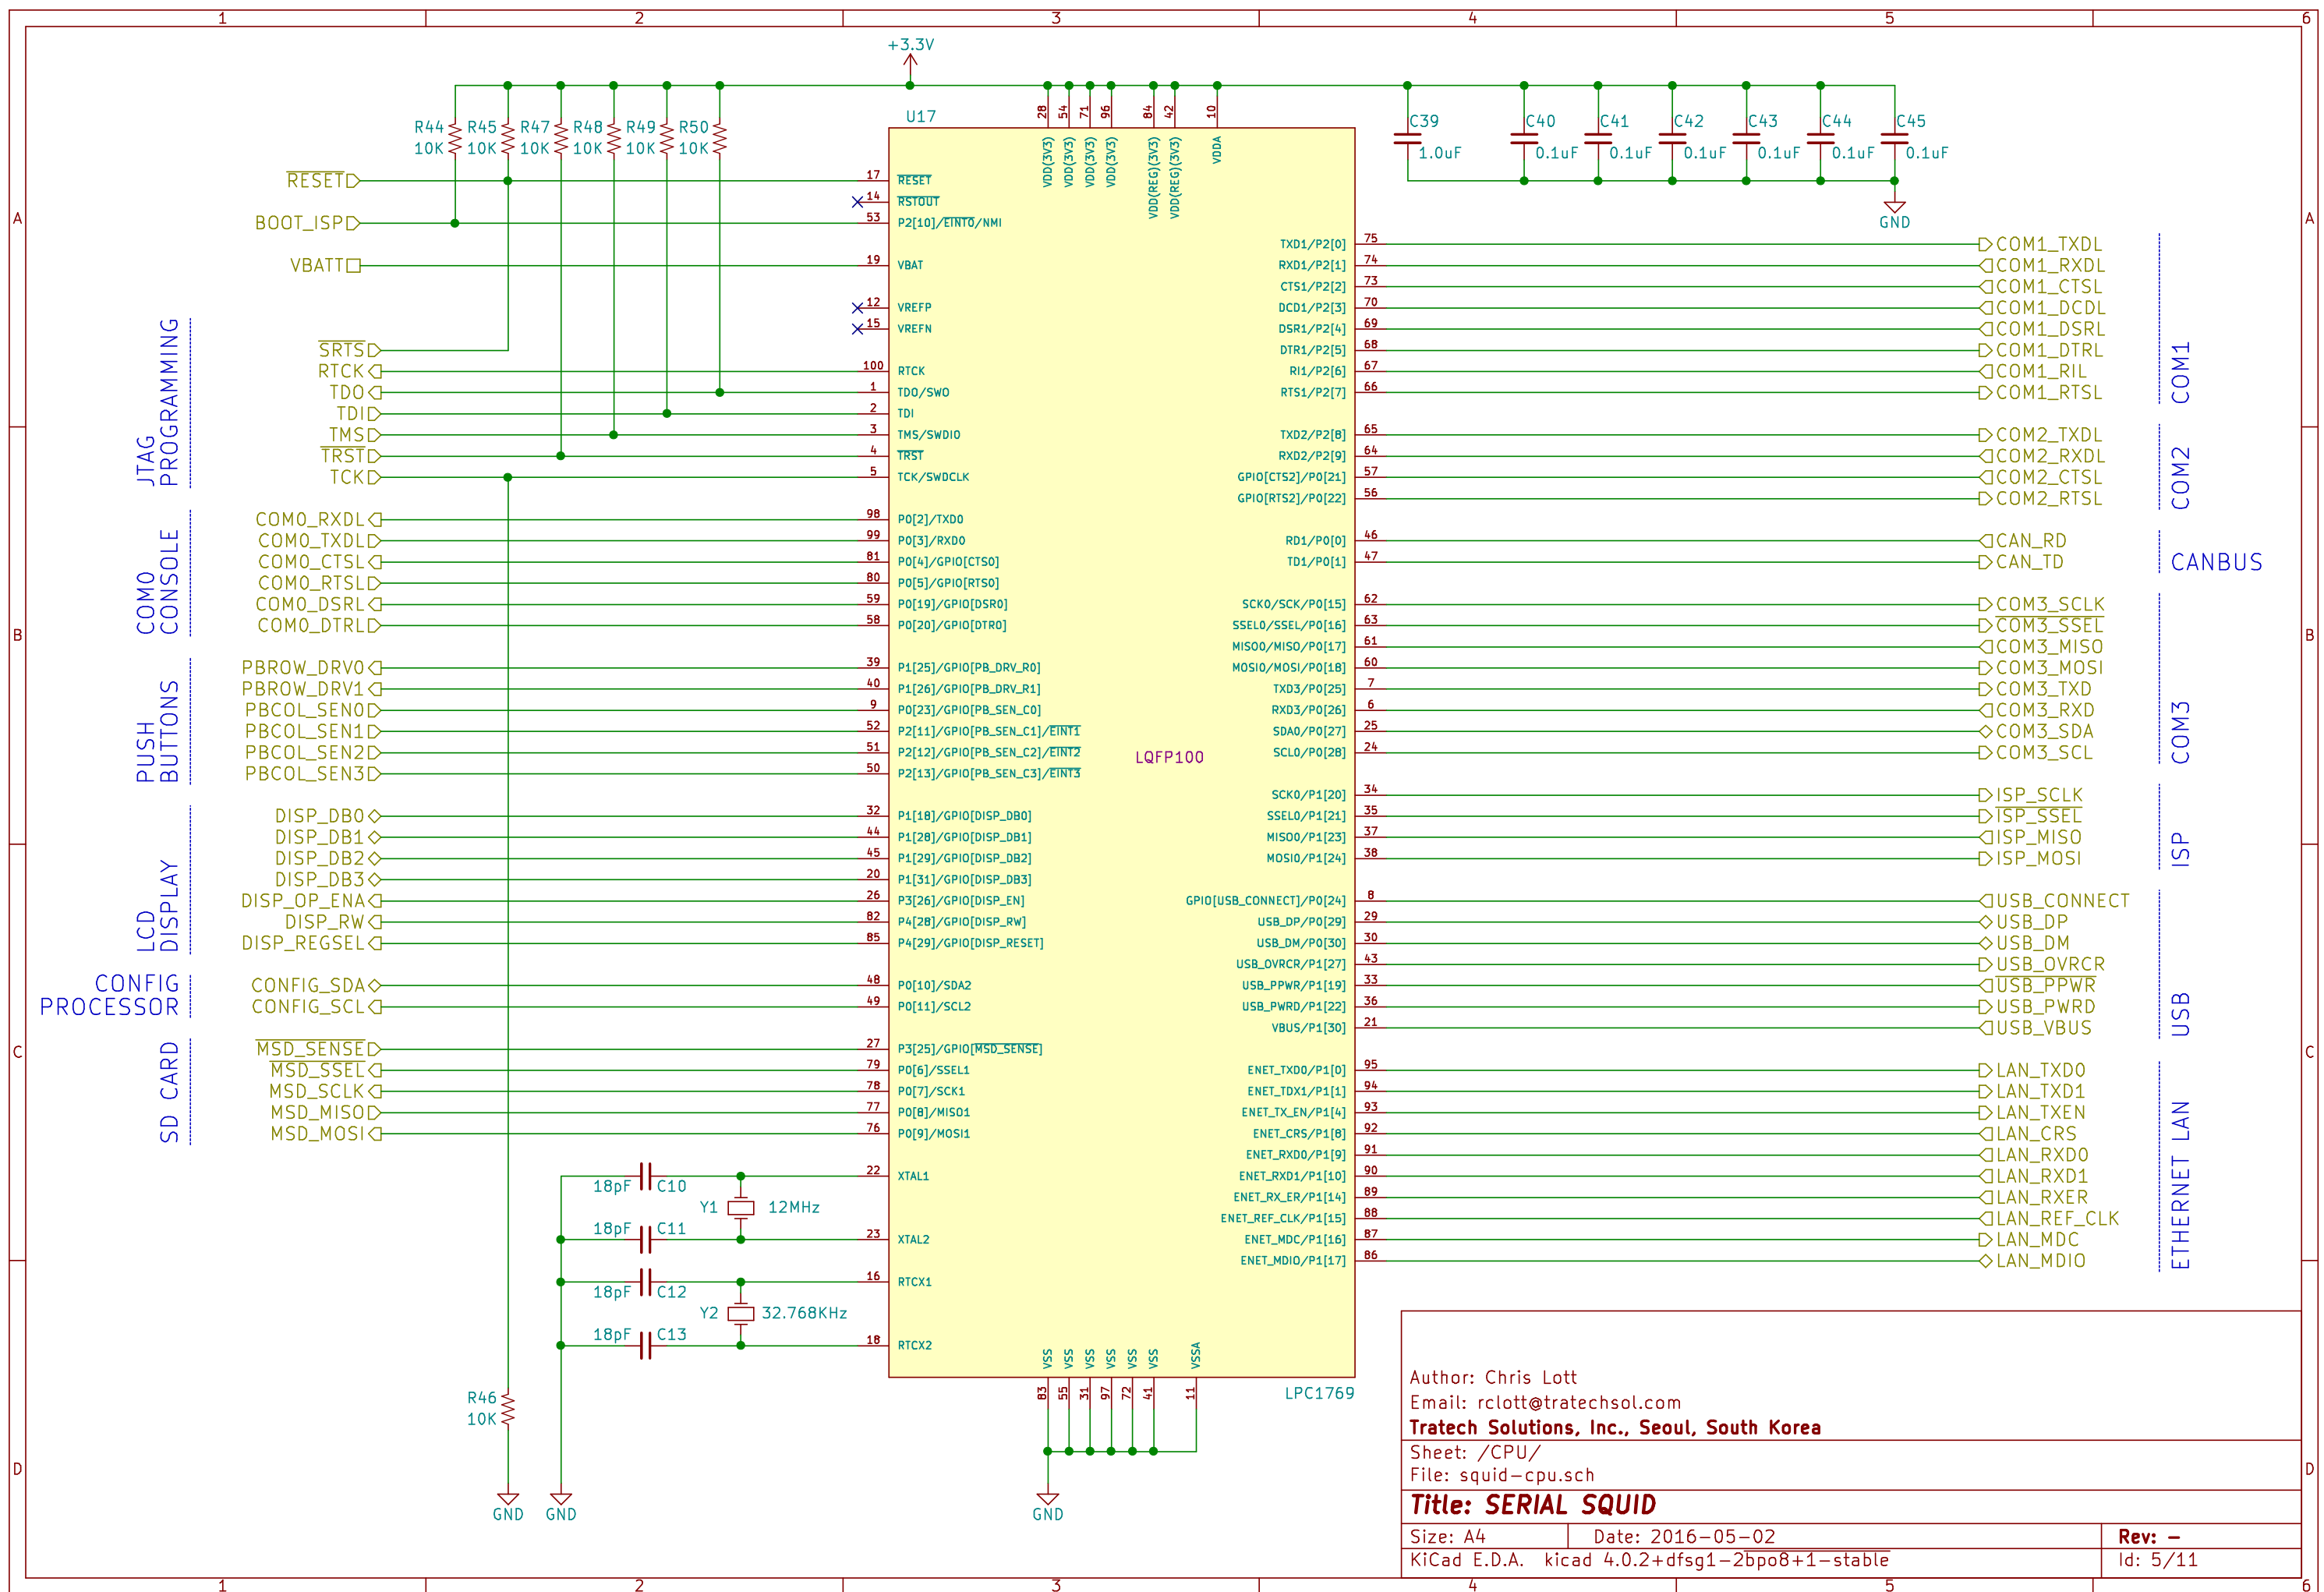 1 2 3 4 5 6
+3.3V
U17
28 54 71 96 84 42 10
VDD(3V3) VDD(3V3) VDD(3V3) VDD(3V3) VDD(REG)(3V3) VDD(REG)(3V3) VDDA
R44 R45 R47 R48 R49 R50
10K 10K 10K 10K 10K 10K
C39 C40 C41 C42 C43 C44 C45
1.0uF 0.1uF 0.1uF 0.1uF 0.1uF 0.1uF 0.1uF
GND
A A
RESET 17 RESET
14 RSTOUT
BOOT_ISP 53 P2[10]/EINT0/NMI
VBATT 19 VBAT
12 VREFP
15 VREFN
JTAG
PROGRAMMING
SRTS
RTCK 100 RTCK
TDO 1 TDO/SWO
TDI 2 TDI
TMS 3 TMS/SWDIO
TRST 4 TRST
TCK 5 TCK/SWDCLK
COM0
CONSOLE
COM0_RXDL 98 P0[2]/TXD0
COM0_TXDL 99 P0[3]/RXD0
COM0_CTSL 81 P0[4]/GPIO[CTS0]
COM0_RTSL 80 P0[5]/GPIO[RTS0]
COM0_DSRL 59 P0[19]/GPIO[DSR0]
COM0_DTRL 58 P0[20]/GPIO[DTR0]
B B
PUSH
BUTTONS
PBROW_DRV0 39 P1[25]/GPIO[PB_DRV_R0]
PBROW_DRV1 40 P1[26]/GPIO[PB_DRV_R1]
PBCOL_SEN0 9 P0[23]/GPIO[PB_SEN_C0]
PBCOL_SEN1 52 P2[11]/GPIO[PB_SEN_C1]/EINT1
PBCOL_SEN2 51 P2[12]/GPIO[PB_SEN_C2]/EINT2
PBCOL_SEN3 50 P2[13]/GPIO[PB_SEN_C3]/EINT3
LQFP100
LCD
DISPLAY
DISP_DB0 32 P1[18]/GPIO[DISP_DB0]
DISP_DB1 44 P1[28]/GPIO[DISP_DB1]
DISP_DB2 45 P1[29]/GPIO[DISP_DB2]
DISP_DB3 20 P1[31]/GPIO[DISP_DB3]
DISP_OP_ENA 26 P3[26]/GPIO[DISP_EN]
DISP_RW 82 P4[28]/GPIO[DISP_RW]
DISP_REGSEL 85 P4[29]/GPIO[DISP_RESET]
CONFIG
PROCESSOR
CONFIG_SDA 48 P0[10]/SDA2
CONFIG_SCL 49 P0[11]/SCL2
C C
SD CARD
MSD_SENSE 27 P3[25]/GPIO[MSD_SENSE]
MSD_SSEL 79 P0[6]/SSEL1
MSD_SCLK 78 P0[7]/SCK1
MSD_MISO 77 P0[8]/MISO1
MSD_MOSI 76 P0[9]/MOSI1
18pF C10 22 XTAL1
Y1 12MHz
18pF C11 23 XTAL2
18pF C12 16 RTCX1
Y2 32.768KHz
18pF C13 18 RTCX2
R46
10K
GND GND
TXD1/P2[0] 75 COM1_TXDL
RXD1/P2[1] 74 COM1_RXDL
CTS1/P2[2] 73 COM1_CTSL
DCD1/P2[3] 70 COM1_DCDL
DSR1/P2[4] 69 COM1_DSRL
DTR1/P2[5] 68 COM1_DTRL
RI1/P2[6] 67 COM1_RIL
RTS1/P2[7] 66 COM1_RTSL
COM1
TXD2/P2[8] 65 COM2_TXDL
RXD2/P2[9] 64 COM2_RXDL
GPIO[CTS2]/P0[21] 57 COM2_CTSL
GPIO[RTS2]/P0[22] 56 COM2_RTSL
COM2
RD1/P0[0] 46 CAN_RD
TD1/P0[1] 47 CAN_TD
CANBUS
SCK0/SCK/P0[15] 62 COM3_SCLK
SSEL0/SSEL/P0[16] 63 COM3_SSEL
MISO0/MISO/P0[17] 61 COM3_MISO
MOSI0/MOSI/P0[18] 60 COM3_MOSI
TXD3/P0[25] 7 COM3_TXD
RXD3/P0[26] 6 COM3_RXD
SDA0/P0[27] 25 COM3_SDA
SCL0/P0[28] 24 COM3_SCL
COM3
SCK0/P1[20] 34 ISP_SCLK
SSEL0/P1[21] 35 ISP_SSEL
MISO0/P1[23] 37 ISP_MISO
MOSI0/P1[24] 38 ISP_MOSI
ISP
GPIO[USB_CONNECT]/P0[24] 8 USB_CONNECT
USB_DP/P0[29] 29 USB_DP
USB_DM/P0[30] 30 USB_DM
USB_OVRCR/P1[27] 43 USB_OVRCR
USB_PPWR/P1[19] 33 USB_PPWR
USB_PWRD/P1[22] 36 USB_PWRD
VBUS/P1[30] 21 USB_VBUS
USB
ENET_TXD0/P1[0] 95 LAN_TXD0
ENET_TDX1/P1[1] 94 LAN_TXD1
ENET_TX_EN/P1[4] 93 LAN_TXEN
ENET_CRS/P1[8] 92 LAN_CRS
ENET_RXD0/P1[9] 91 LAN_RXD0
ENET_RXD1/P1[10] 90 LAN_RXD1
ENET_RX_ER/P1[14] 89 LAN_RXER
ENET_REF_CLK/P1[15] 88 LAN_REF_CLK
ENET_MDC/P1[16] 87 LAN_MDC
ENET_MDIO/P1[17] 86 LAN_MDIO
ETHERNET LAN
VSS VSS VSS VSS VSS VSS VSSA
83 55 31 97 72 41 11
LPC1769
GND
D D
Author: Chris Lott
Email: rclott@tratechsol.com
Tratech Solutions, Inc., Seoul, South Korea
Sheet: /CPU/
File: squid-cpu.sch
Title: SERIAL SQUID
Size: A4 Date: 2016-05-02 Rev: -
KiCad E.D.A. kicad 4.0.2+dfsg1-2bpo8+1-stable Id: 5/11
1 2 3 4 5 6